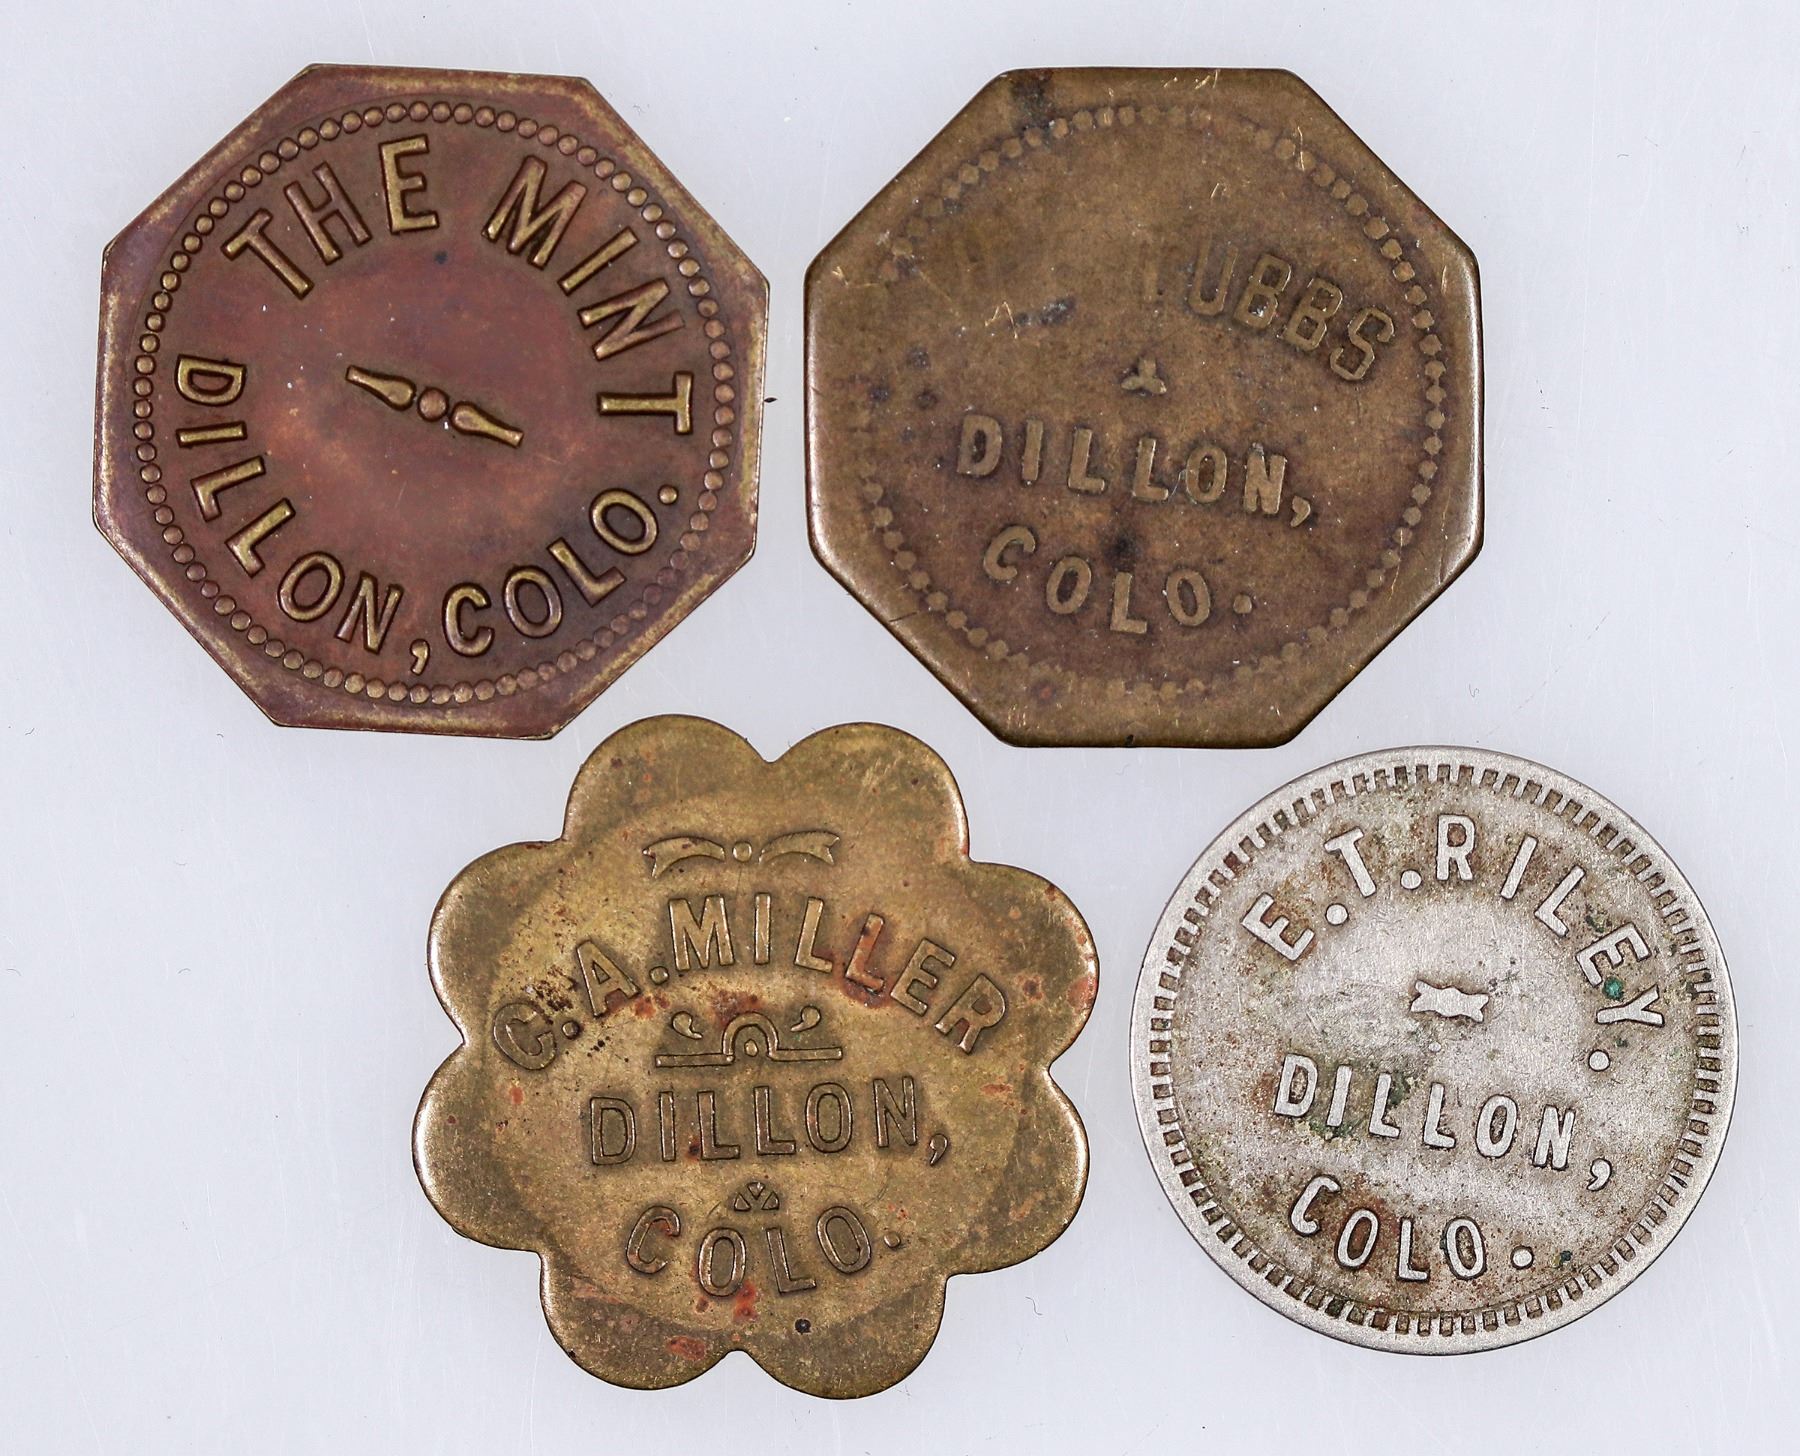 THE MINT
DILLON, COLO.
UBBS
DILLON,
COLO.
C.A.MILLER
DILLON,
COLO.
E.T.RILEY.
DILLON,
COLO.